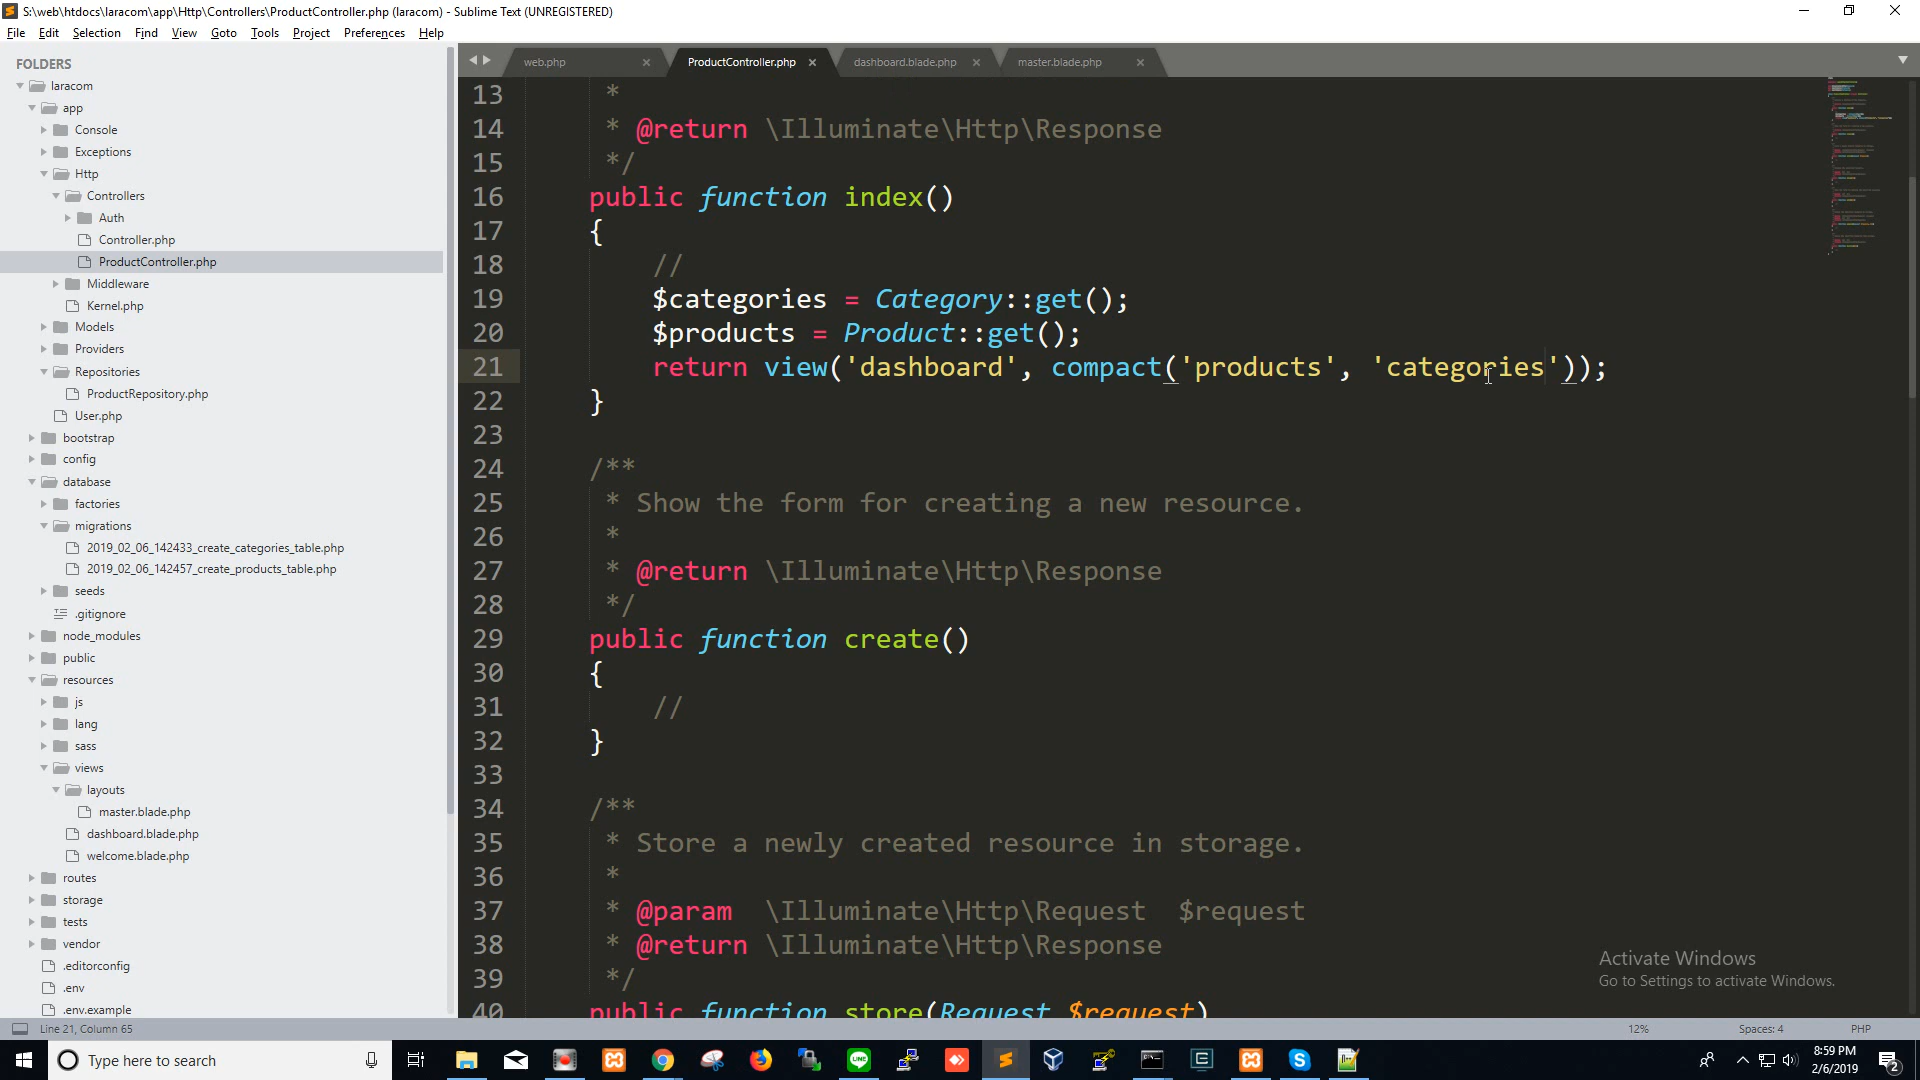 S:\web\htdocs\laracom\app\Http\Controllers\ProductController.php (laracom) - Sublime Text (UNREGISTERED)
File Edit Selection Find View Goto Tools Project Preferences Help
FOLDERS
laracom
app
Console
Exceptions
Http
Controllers
Auth
Controller.php
ProductController.php
Middleware
Kernel.php
Models
Providers
Repositories
ProductRepository.php
User.php
bootstrap
config
database
factories
migrations
2019_02_06_142433_create_categories_table.php
2019_02_06_142457_create_products_table.php
seeds
.gitignore
node_modules
public
resources
js
lang
sass
views
layouts
master.blade.php
dashboard.blade.php
welcome.blade.php
routes
storage
tests
vendor
.editorconfig
.env
.env.example
web.php ProductController.php dashboard.blade.php master.blade.php
13 *
14 * @return \Illuminate\Http\Response
15 */
16 public function index()
17 {
18 //
19 $categories = Category::get();
20 $products = Product::get();
21 return view('dashboard', compact('products', 'categories'));
22 }
23
24 /**
25 * Show the form for creating a new resource.
26 *
27 * @return \Illuminate\Http\Response
28 */
29 public function create()
30 {
31 //
32 }
33
34 /**
35 * Store a newly created resource in storage.
36 *
37 * @param \Illuminate\Http\Request $request
38 * @return \Illuminate\Http\Response
39 */
40 public function store(Request $request)
Activate Windows
Go to Settings to activate Windows.
Line 21, Column 65 12% Spaces: 4 PHP
Type here to search
8:59 PM
2/6/2019
2